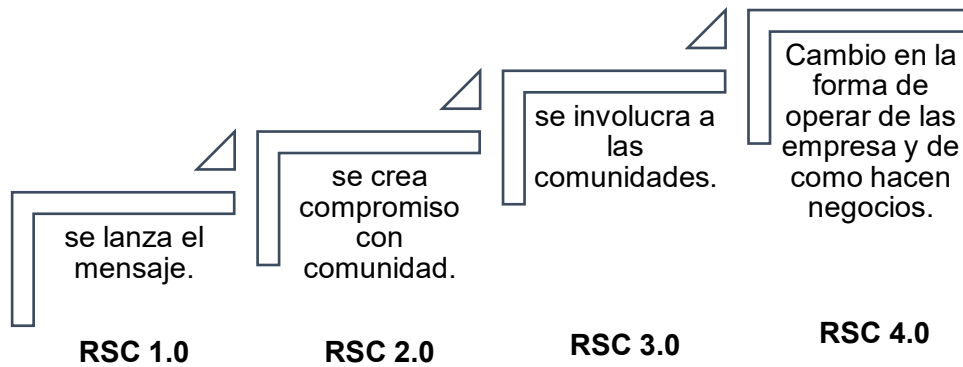 se lanza el
mensaje.
RSC 1.0
se crea
compromiso
con
comunidad.
RSC 2.0
se involucra a
las
comunidades.
RSC 3.0
Cambio en la
forma de
operar de las
empresa y de
como hacen
negocios.
RSC 4.0